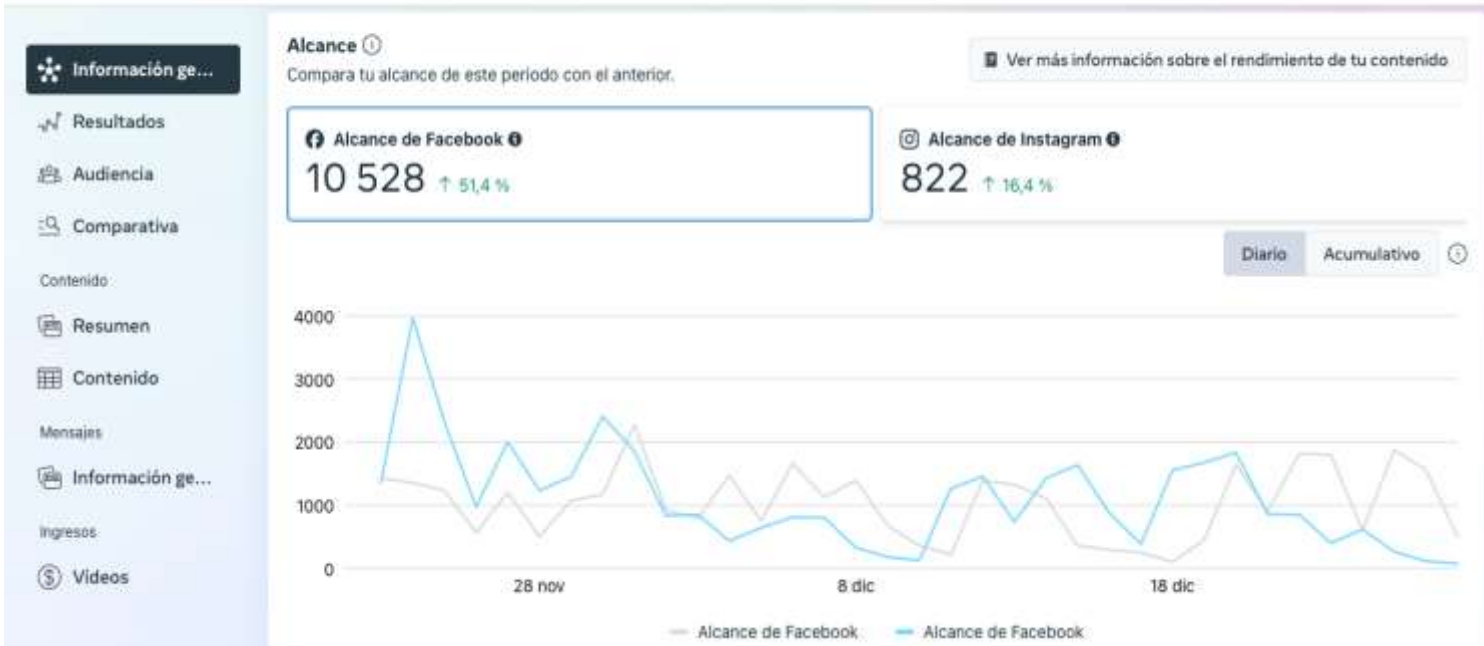 Información ge...
Resultados
Audiencia
Comparativa
Contenido
Resumen
Contenido
Mensajes
Información ge...
Ingresos
Vídeos
Alcance
Compara tu alcance de este periodo con el anterior.
Ver más información sobre el rendimiento de tu contenido
Alcance de Facebook
10 528 ↑ 51,4 %
Alcance de Instagram
822 ↑ 16,4 %
Diario Acumulativo
4000
3000
2000
1000
0
28 nov 8 dic 18 dic
Alcance de Facebook Alcance de Facebook